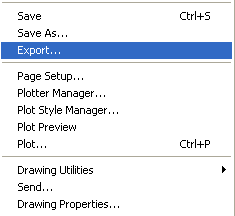 Save Ctrl+S
Save As...
Export...
Page Setup...
Plotter Manager...
Plot Style Manager...
Plot Preview
Plot... Ctrl+P
Drawing Utilities
Send...
Drawing Properties...